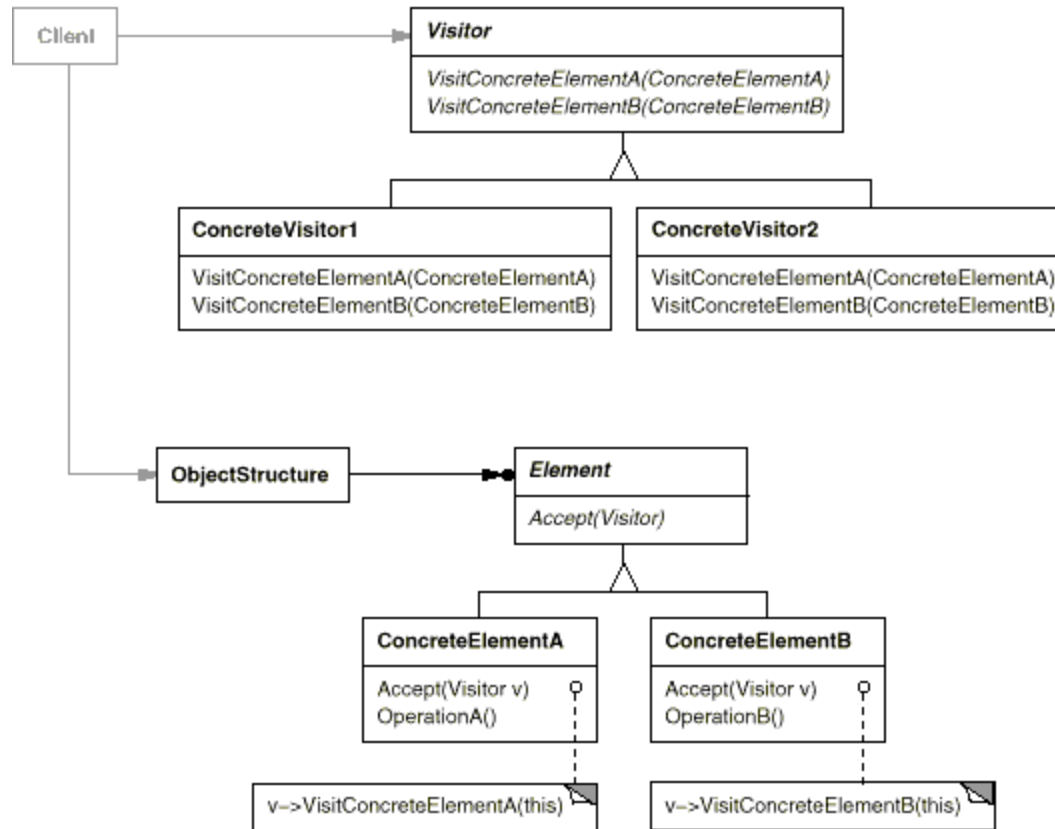 Client
Visitor
VisitConcreteElementA(ConcreteElementA)
VisitConcreteElementB(ConcreteElementB)
ConcreteVisitor1
VisitConcreteElementA(ConcreteElementA)
VisitConcreteElementB(ConcreteElementB)
ConcreteVisitor2
VisitConcreteElementA(ConcreteElementA)
VisitConcreteElementB(ConcreteElementB)
ObjectStructure
Element
Accept(Visitor)
ConcreteElementA
Accept(Visitor v)
OperationA()
ConcreteElementB
Accept(Visitor v)
OperationB()
v->VisitConcreteElementA(this)
v->VisitConcreteElementB(this)